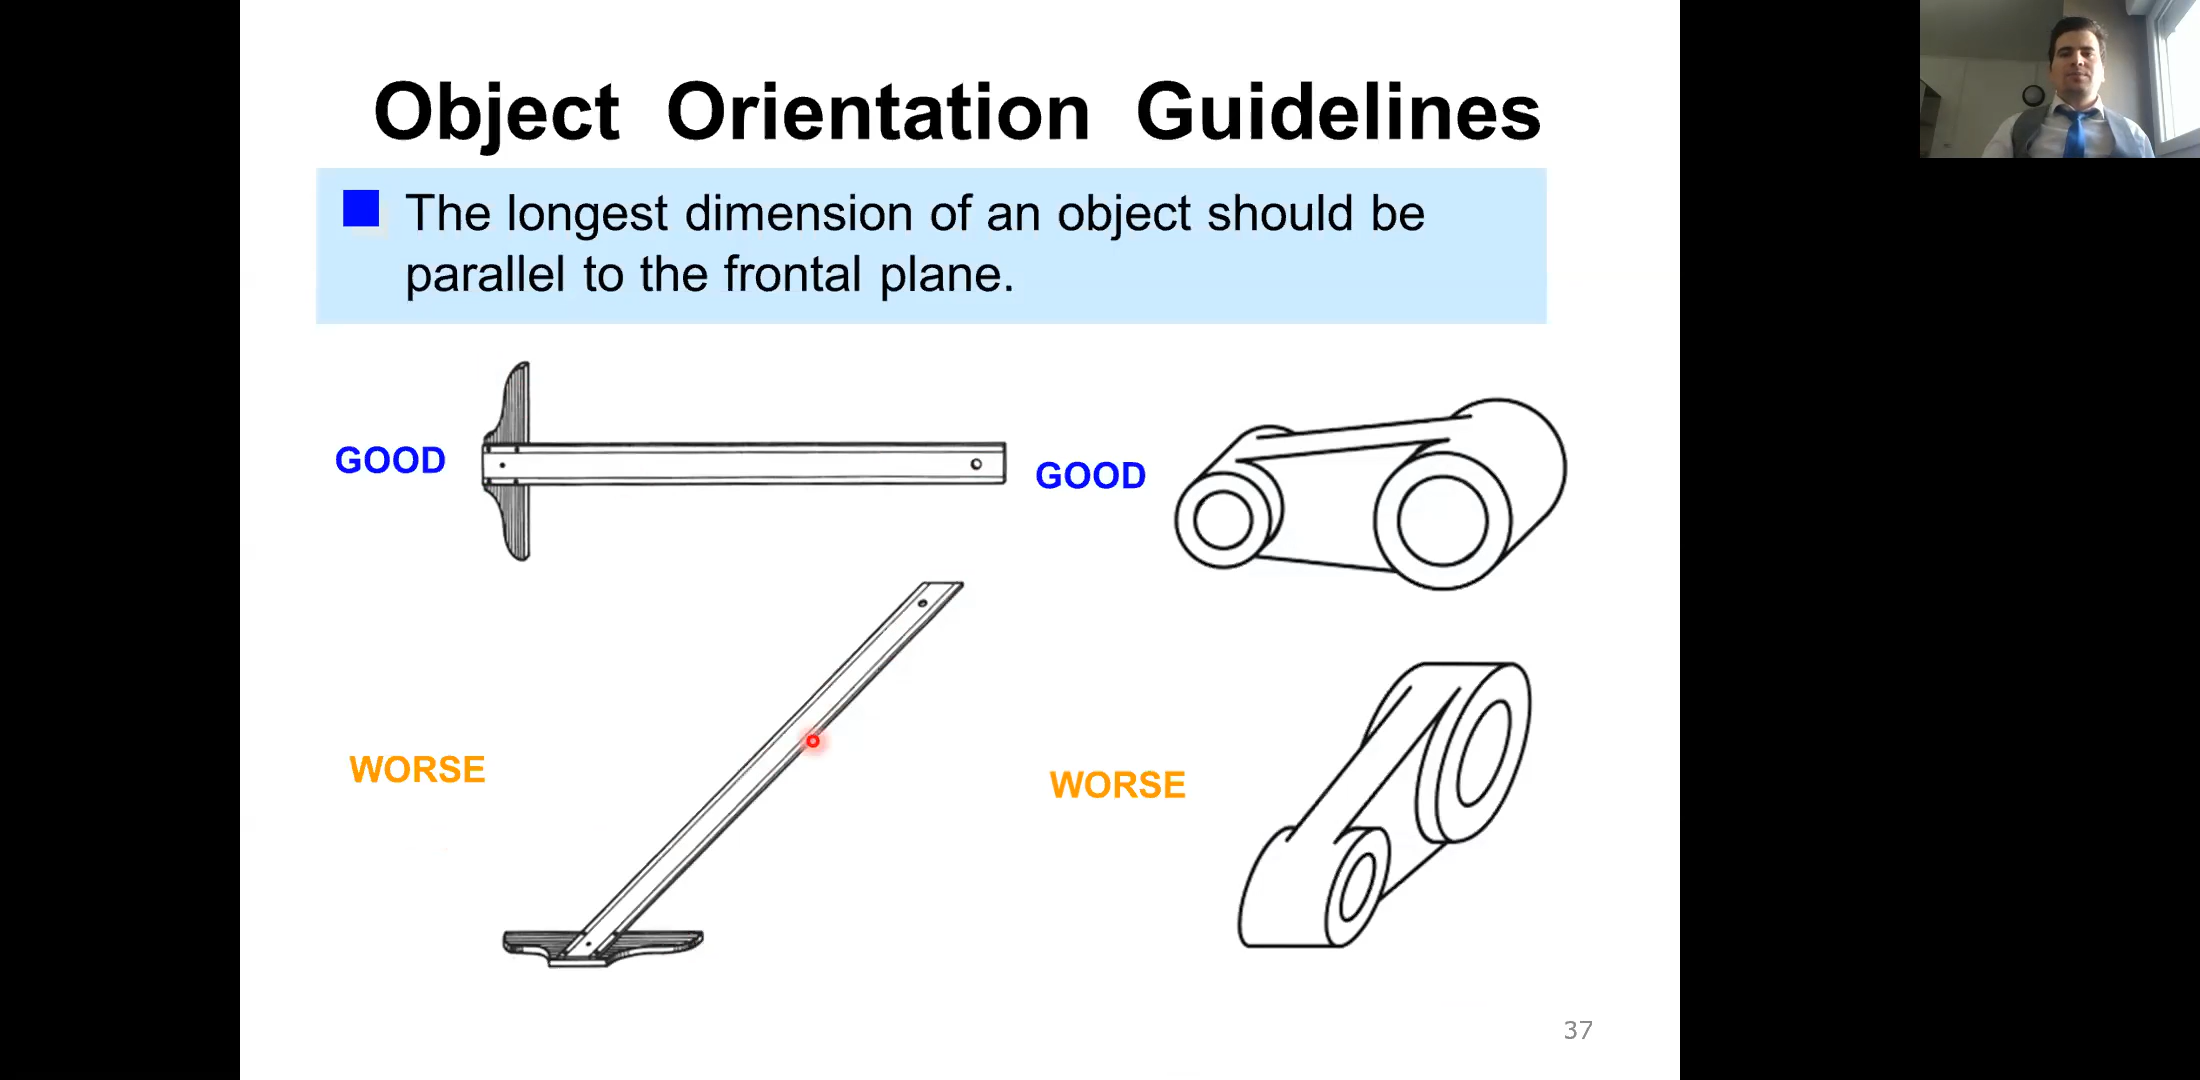 Object Orientation Guidelines
The longest dimension of an object should be
parallel to the frontal plane.
GOOD
GOOD
WORSE
WORSE
37